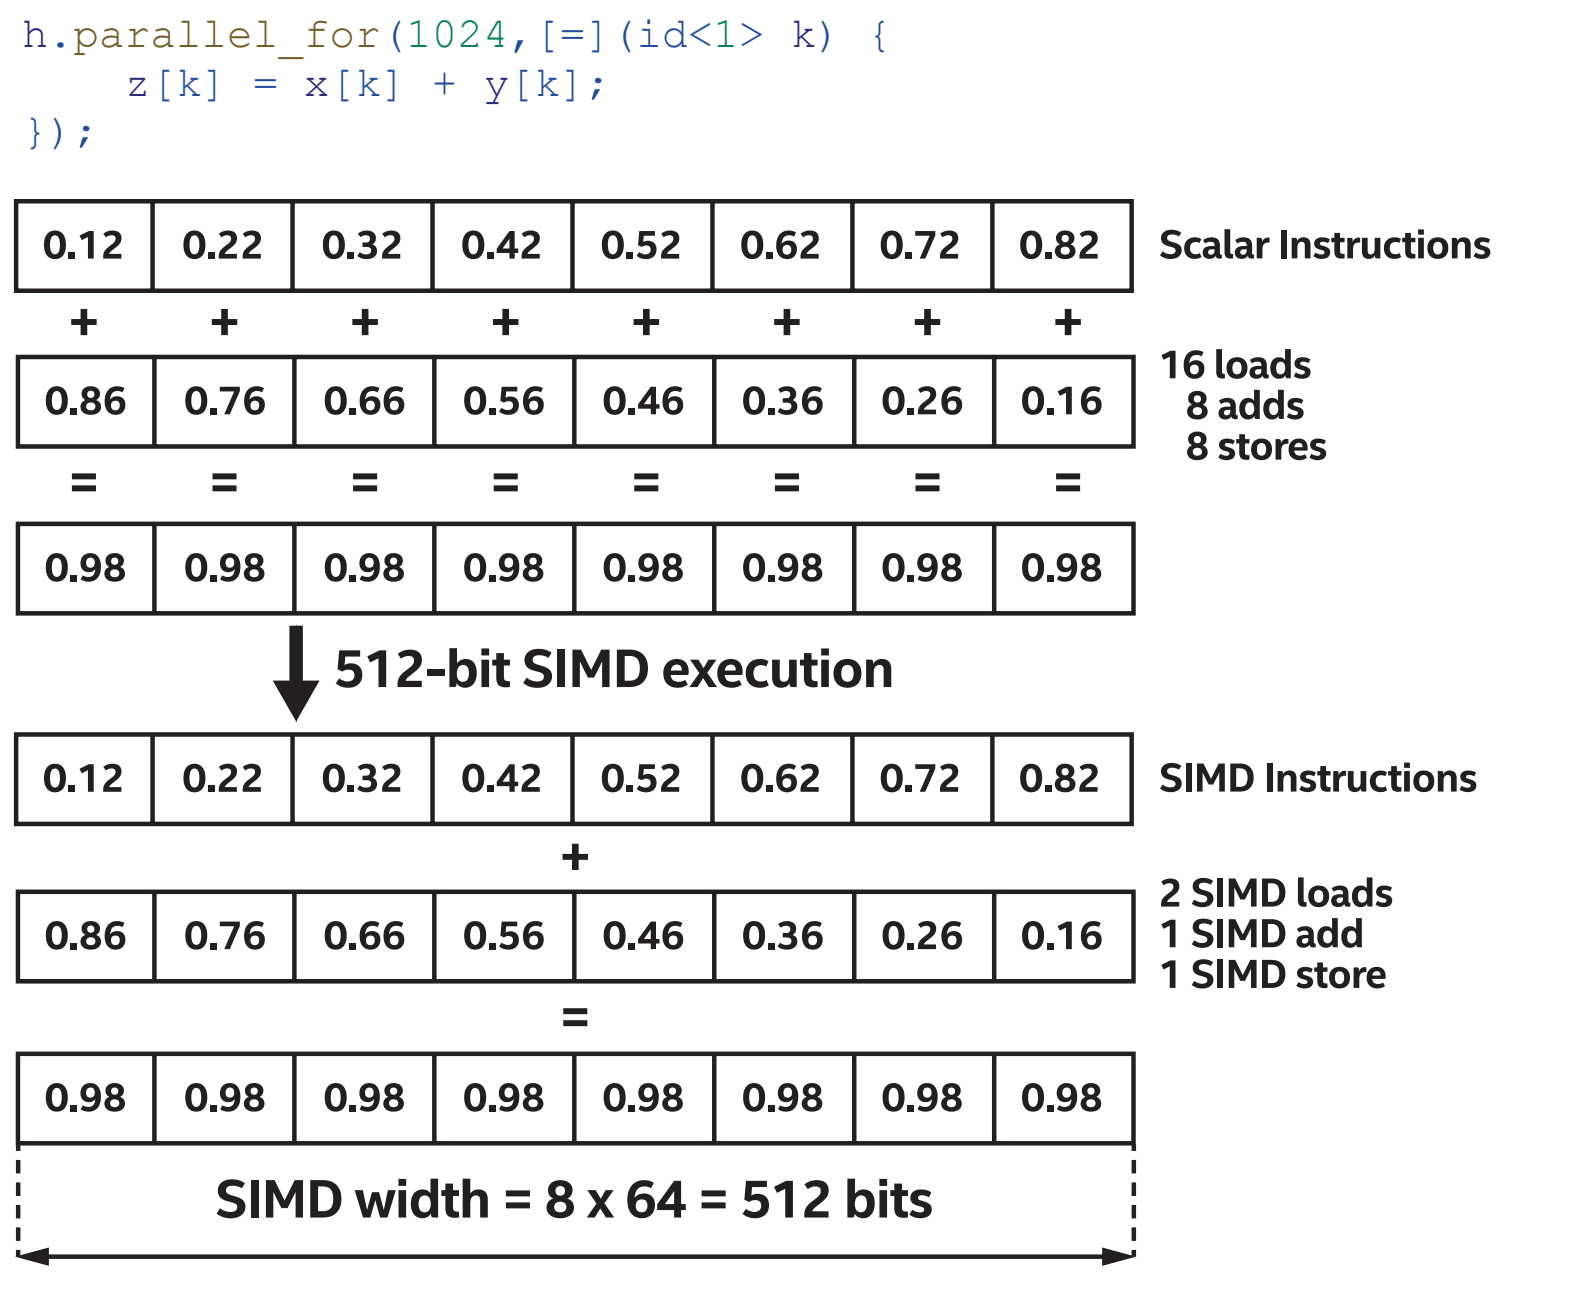 h.parallel_for(1024,[=](id<1> k) {
    z[k] = x[k] + y[k];
});
0.12 0.22 0.32 0.42 0.52 0.62 0.72 0.82 Scalar Instructions
+ + + + + + + +
0.86 0.76 0.66 0.56 0.46 0.36 0.26 0.16
16 loads
8 adds
8 stores
= = = = = = = =
0.98 0.98 0.98 0.98 0.98 0.98 0.98 0.98
512-bit SIMD execution
0.12 0.22 0.32 0.42 0.52 0.62 0.72 0.82 SIMD Instructions
+
0.86 0.76 0.66 0.56 0.46 0.36 0.26 0.16
2 SIMD loads
1 SIMD add
1 SIMD store
=
0.98 0.98 0.98 0.98 0.98 0.98 0.98 0.98
SIMD width = 8 x 64 = 512 bits